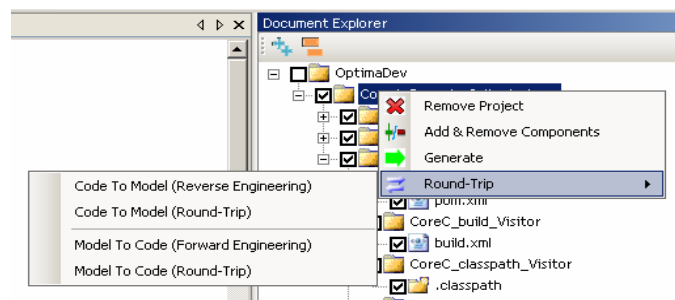 Document Explorer
OptimaDev
Remove Project
Add & Remove Components
Generate
Round-Trip
Code To Model (Reverse Engineering)
Code To Model (Round-Trip)
Model To Code (Forward Engineering)
Model To Code (Round-Trip)
pom.xml
CoreC_build_Visitor
build.xml
CoreC_classpath_Visitor
.classpath